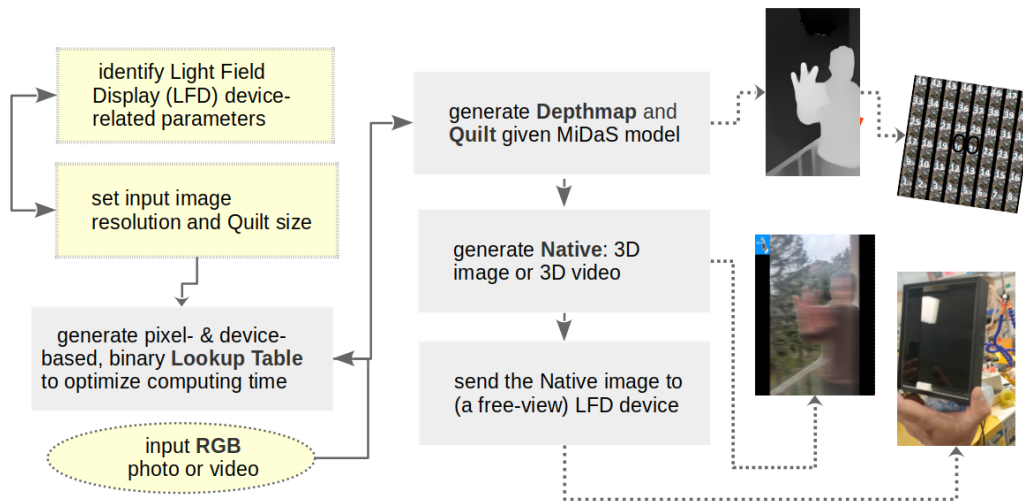 identify Light Field
Display (LFD) device-
related parameters
set input image
resolution and Quilt size
generate pixel- & device-
based, binary Lookup Table
to optimize computing time
input RGB
photo or video
generate Depthmap and
Quilt given MiDaS model
generate Native: 3D
image or 3D video
send the Native image to
(a free-view) LFD device